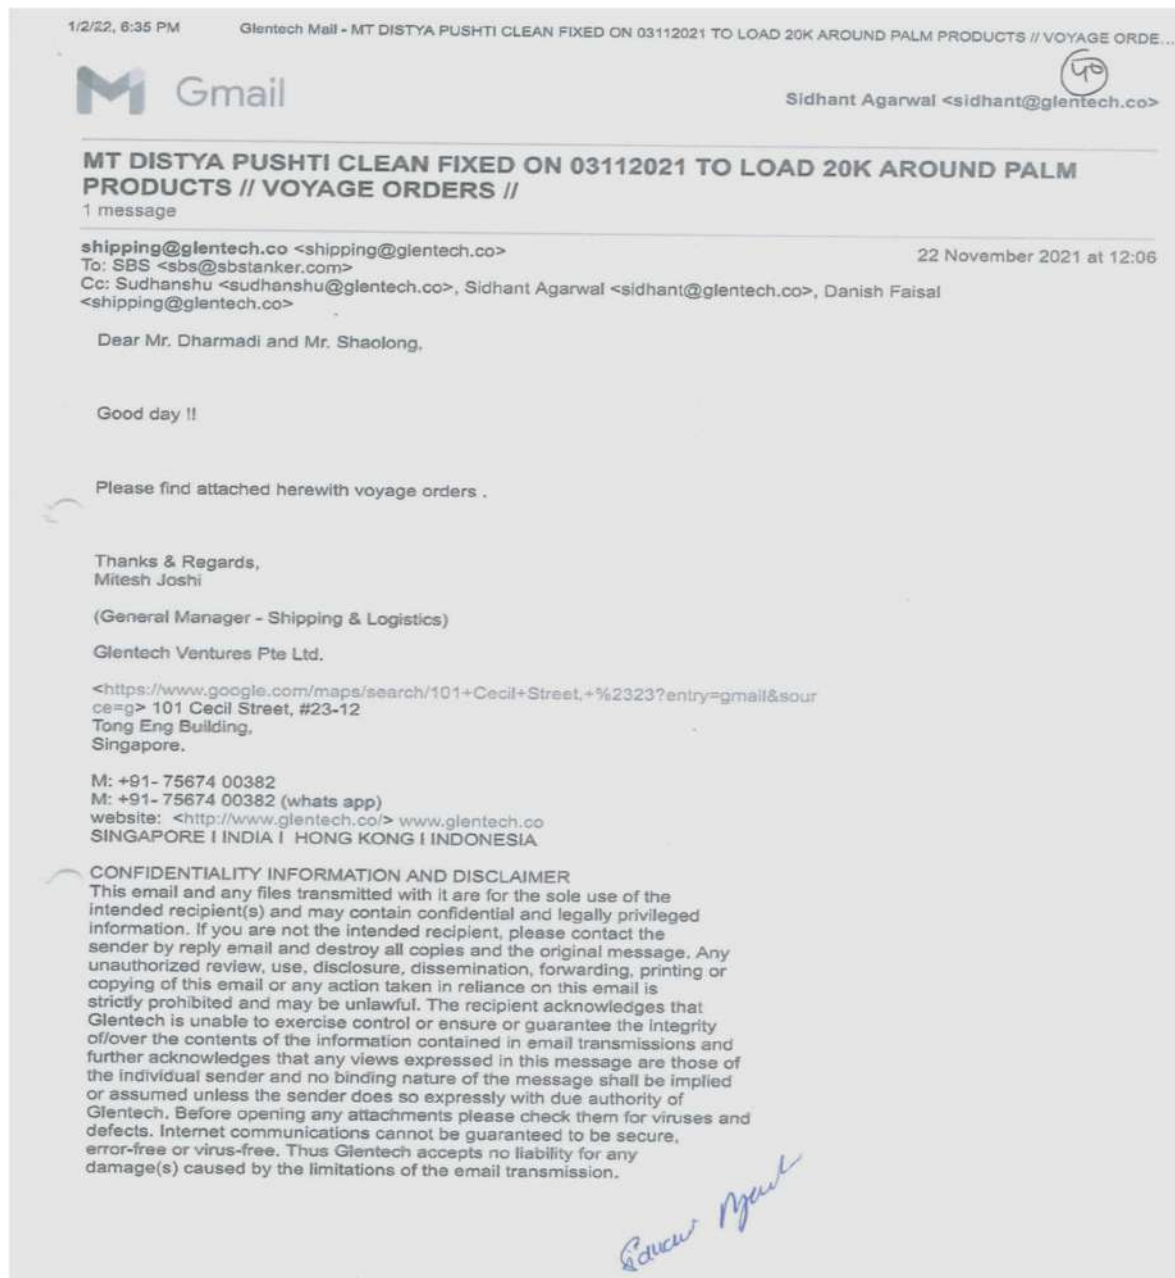 1/2/22, 6:35 PM Glentech Mail - MT DISTYA PUSHTI CLEAN FIXED ON 03112021 TO LOAD 20K AROUND PALM PRODUCTS // VOYAGE ORDE...
40
Gmail
Sidhant Agarwal <sidhant@glentech.co>
MT DISTYA PUSHTI CLEAN FIXED ON 03112021 TO LOAD 20K AROUND PALM
PRODUCTS // VOYAGE ORDERS //
1 message
shipping@glentech.co <shipping@glentech.co> 22 November 2021 at 12:06
To: SBS <sbs@sbstanker.com>
Cc: Sudhanshu <sudhanshu@glentech.co>, Sidhant Agarwal <sidhant@glentech.co>, Danish Faisal
<shipping@glentech.co>
Dear Mr. Dharmadi and Mr. Shaolong,
Good day !!
Please find attached herewith voyage orders .
Thanks & Regards,
Mitesh Joshi
(General Manager - Shipping & Logistics)
Glentech Ventures Pte Ltd.
<https://www.google.com/maps/search/101+Cecil+Street,+%2323?entry=gmail&sour
ce=g> 101 Cecil Street, #23-12
Tong Eng Building,
Singapore.
M: +91- 75674 00382
M: +91- 75674 00382 (whats app)
website: <http://www.glentech.co/> www.glentech.co
SINGAPORE I INDIA I HONG KONG I INDONESIA
CONFIDENTIALITY INFORMATION AND DISCLAIMER
This email and any files transmitted with it are for the sole use of the
intended recipient(s) and may contain confidential and legally privileged
information. If you are not the intended recipient, please contact the
sender by reply email and destroy all copies and the original message. Any
unauthorized review, use, disclosure, dissemination, forwarding, printing or
copying of this email or any action taken in reliance on this email is
strictly prohibited and may be unlawful. The recipient acknowledges that
Glentech is unable to exercise control or ensure or guarantee the integrity
of/over the contents of the information contained in email transmissions and
further acknowledges that any views expressed in this message are those of
the individual sender and no binding nature of the message shall be implied
or assumed unless the sender does so expressly with due authority of
Glentech. Before opening any attachments please check them for viruses and
defects. Internet communications cannot be guaranteed to be secure,
error-free or virus-free. Thus Glentech accepts no liability for any
damage(s) caused by the limitations of the email transmission.